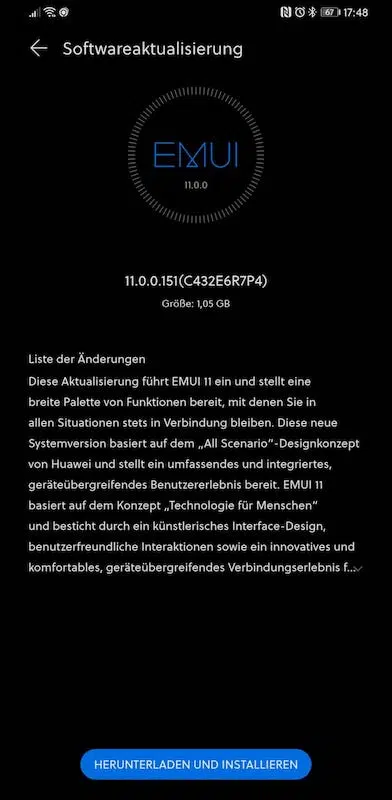 67 17:48
Softwareaktualisierung
EMUI
11.0.0
11.0.0.151(C432E6R7P4)
Größe: 1,05 GB
Liste der Änderungen
Diese Aktualisierung führt EMUI 11 ein und stellt eine
breite Palette von Funktionen bereit, mit denen Sie in
allen Situationen stets in Verbindung bleiben. Diese neue
Systemversion basiert auf dem „All Scenario“-Designkonzept
von Huawei und stellt ein umfassendes und integriertes,
geräteübergreifendes Benutzererlebnis bereit. EMUI 11
basiert auf dem Konzept „Technologie für Menschen“
und besticht durch ein künstlerisches Interface-Design,
benutzerfreundliche Interaktionen sowie ein innovatives und
komfortables, geräteübergreifendes Verbindungserlebnis f...
HERUNTERLADEN UND INSTALLIEREN